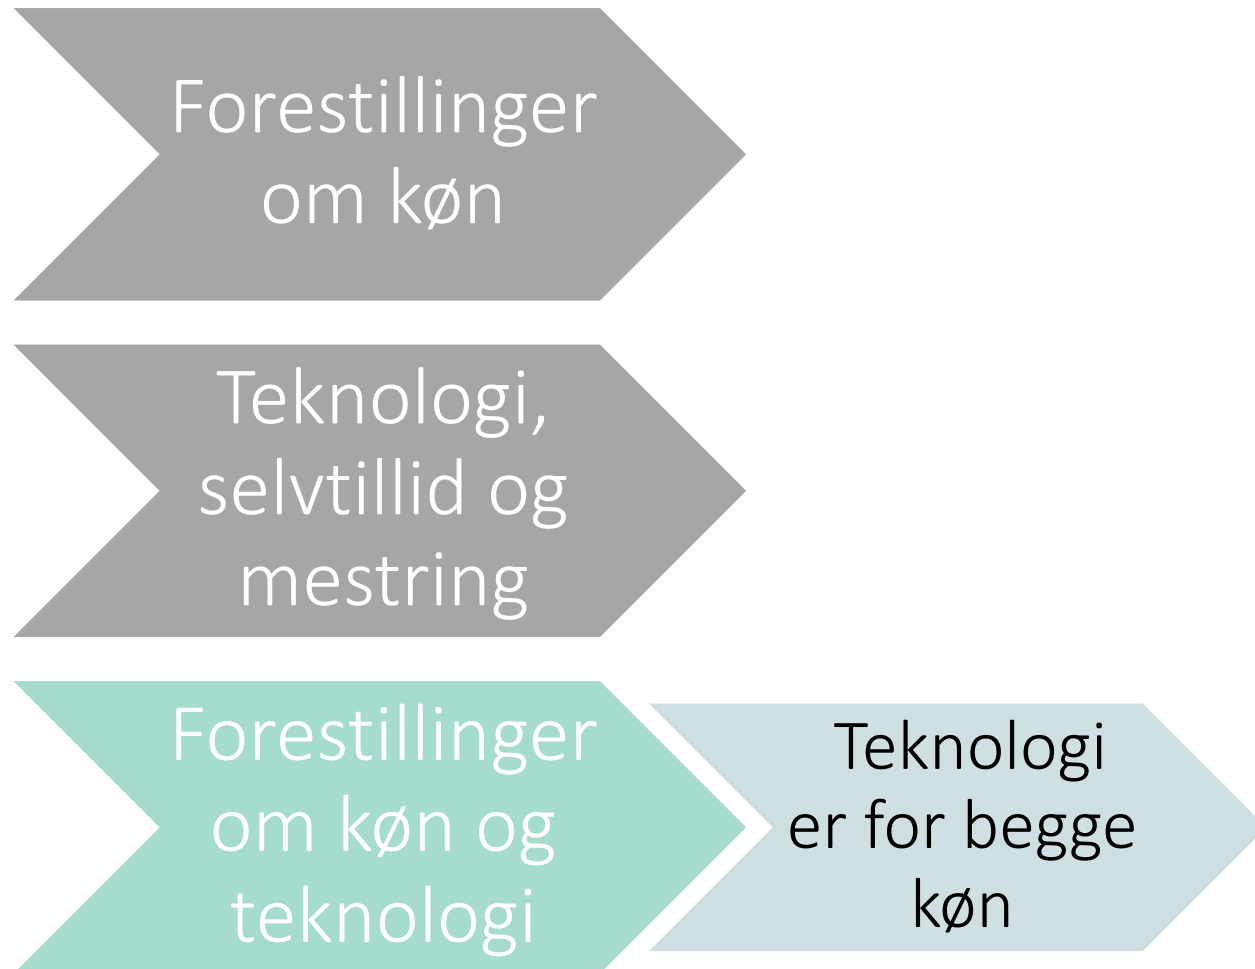 Forestillinger
om køn
Teknologi,
selvtillid og
mestring
Forestillinger
om køn og
teknologi
Teknologi
er for begge
køn